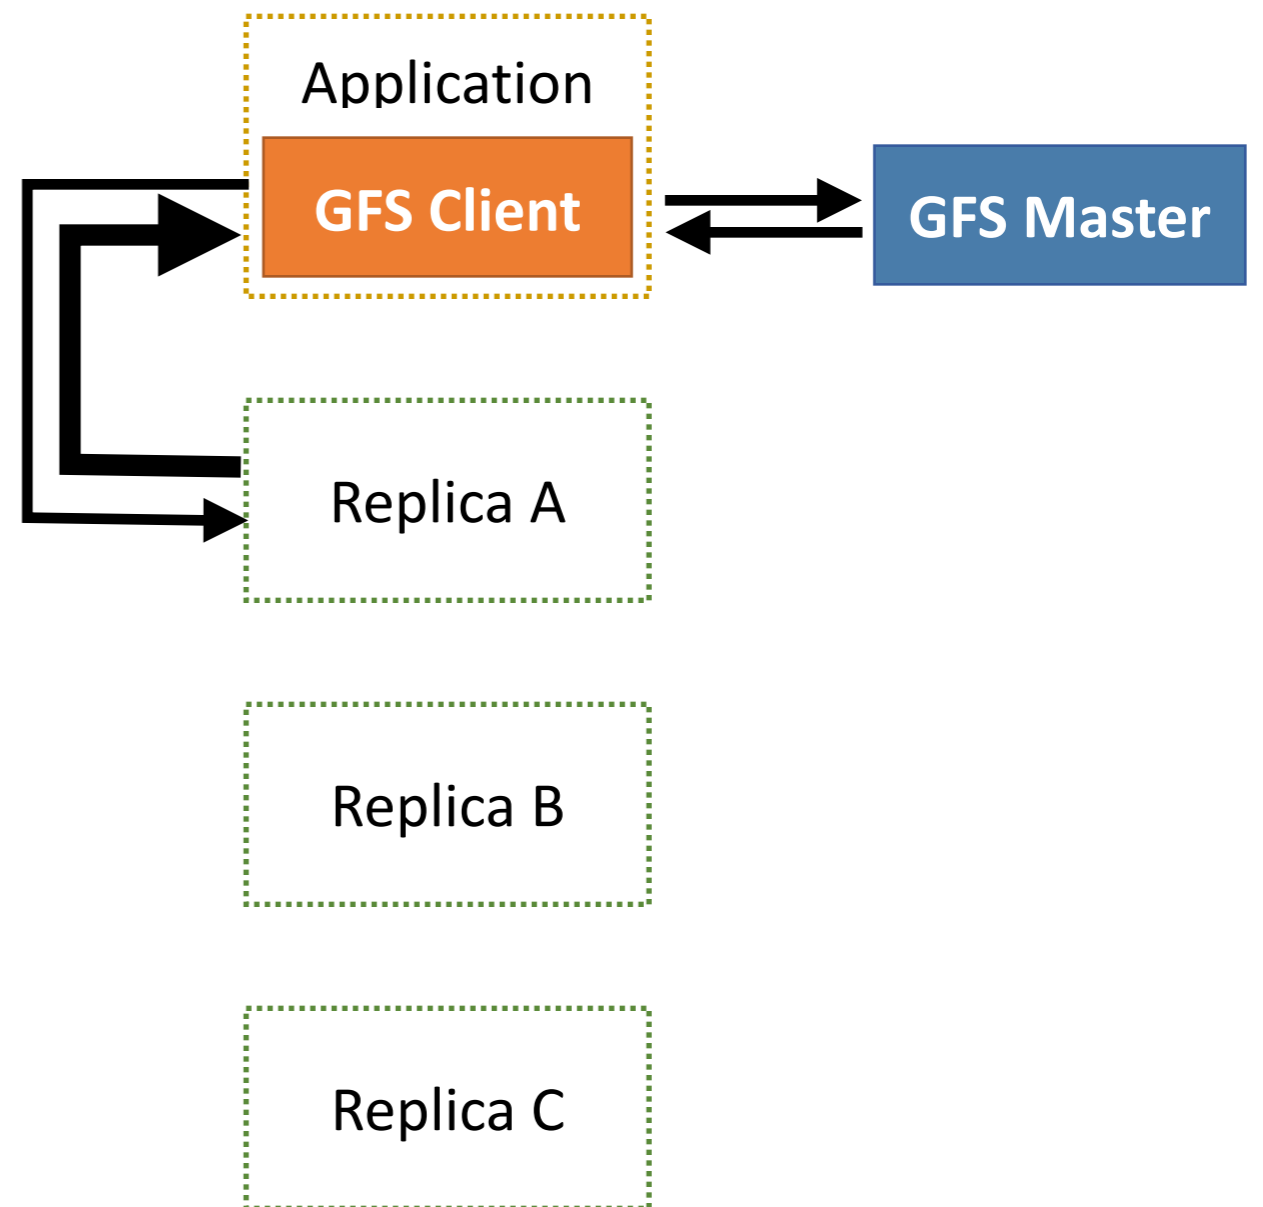 Application
GFS Client
GFS Master
Replica A
Replica B
Replica C